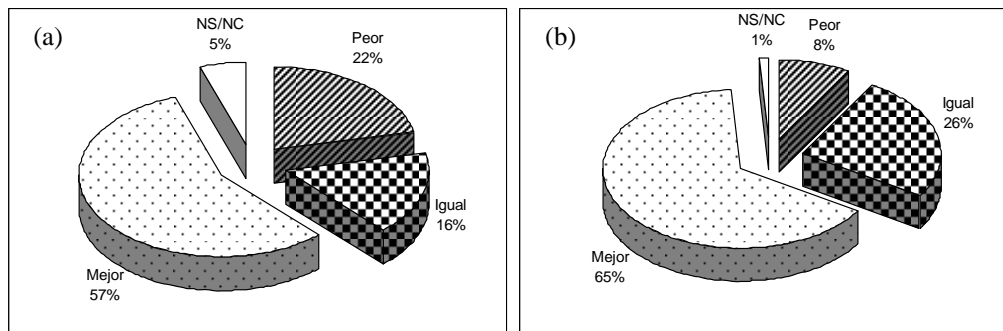 (a)
NS/NC
5%
Peor
22%
Igual
16%
Mejor
57%
(b)
NS/NC
1%
Peor
8%
Igual
26%
Mejor
65%